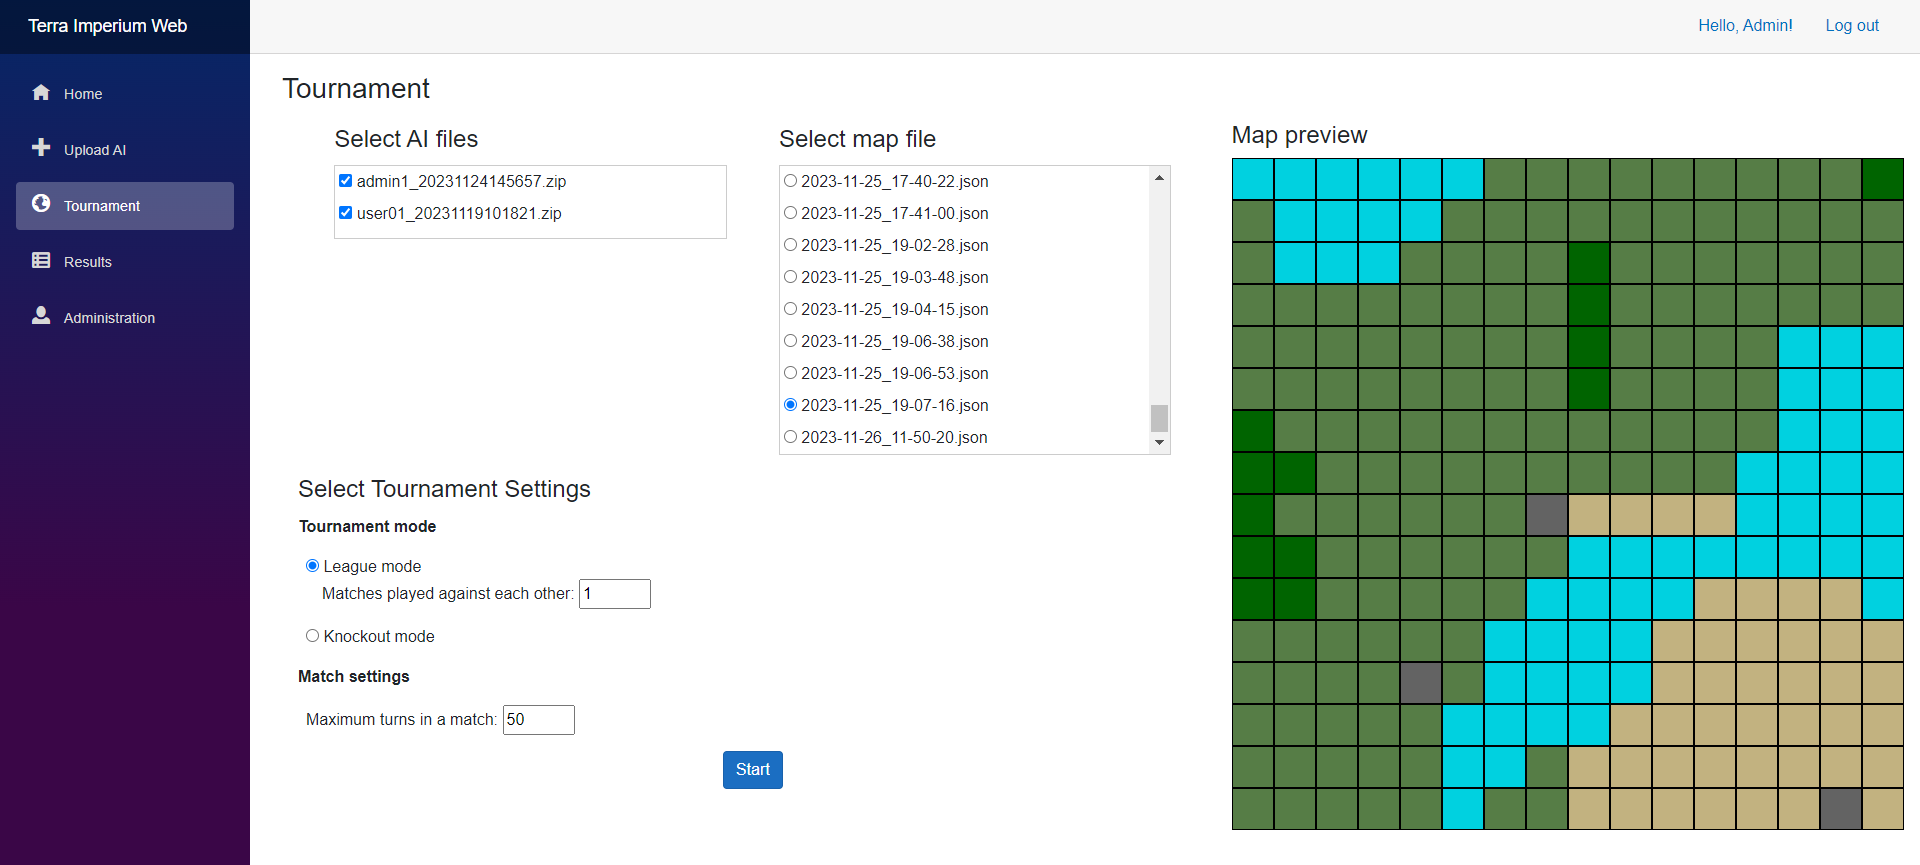 Terra Imperium Web
Hello, Admin!
Log out
Home
Upload AI
Tournament
Results
Administration
Tournament
Select AI files
admin1_20231124145657.zip
user01_20231119101821.zip
Select map file
2023-11-25_17-40-22.json
2023-11-25_17-41-00.json
2023-11-25_19-02-28.json
2023-11-25_19-03-48.json
2023-11-25_19-04-15.json
2023-11-25_19-06-38.json
2023-11-25_19-06-53.json
2023-11-25_19-07-16.json
2023-11-26_11-50-20.json
Map preview
Select Tournament Settings
Tournament mode
League mode
Matches played against each other: 1
Knockout mode
Match settings
Maximum turns in a match: 50
Start